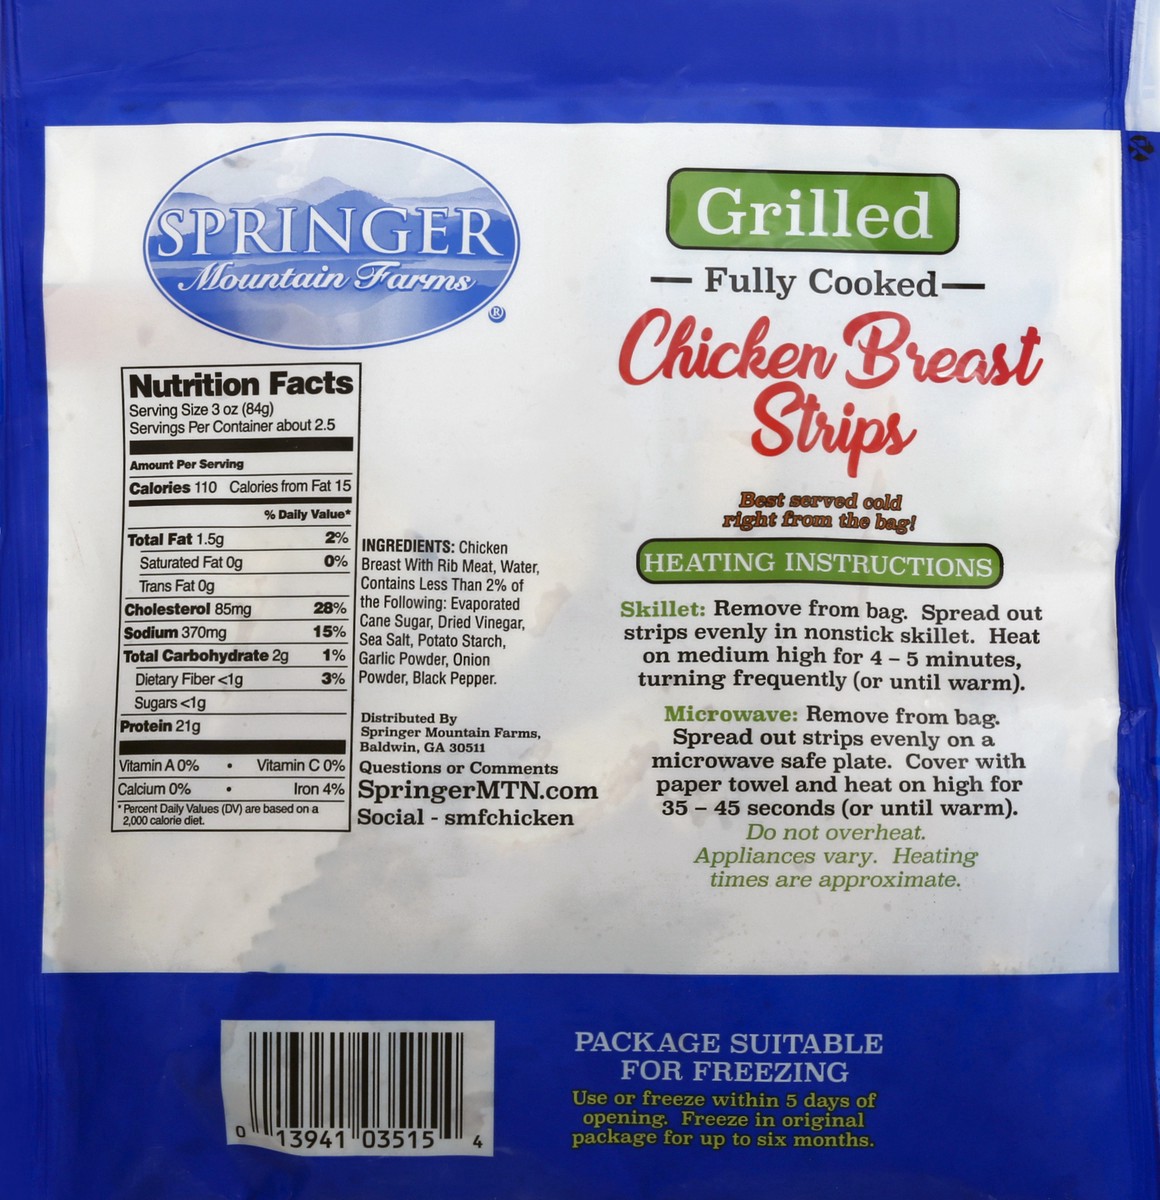 SPRINGER
Mountain Farms
®
Nutrition Facts
Serving Size 3 oz (84g)
Servings Per Container about 2.5
Amount Per Serving
Calories 110 Calories from Fat 15
% Daily Value*
Total Fat 1.5g 2%
Saturated Fat 0g 0%
Trans Fat 0g
Cholesterol 85mg 28%
Sodium 370mg 15%
Total Carbohydrate 2g 1%
Dietary Fiber <1g 3%
Sugars <1g
Protein 21g
Vitamin A 0% • Vitamin C 0%
Calcium 0% • Iron 4%
* Percent Daily Values (DV) are based on a
2,000 calorie diet.
INGREDIENTS: Chicken
Breast With Rib Meat, Water,
Contains Less Than 2% of
the Following: Evaporated
Cane Sugar, Dried Vinegar,
Sea Salt, Potato Starch,
Garlic Powder, Onion
Powder, Black Pepper.
Distributed By
Springer Mountain Farms,
Baldwin, GA 30511
Questions or Comments
SpringerMTN.com
Social - smfchicken
Grilled
— Fully Cooked —
Chicken Breast
Strips
Best served cold
right from the bag!
HEATING INSTRUCTIONS
Skillet: Remove from bag. Spread out
strips evenly in nonstick skillet. Heat
on medium high for 4 – 5 minutes,
turning frequently (or until warm).
Microwave: Remove from bag.
Spread out strips evenly on a
microwave safe plate. Cover with
paper towel and heat on high for
35 – 45 seconds (or until warm).
Do not overheat.
Appliances vary. Heating
times are approximate.
0 13941 03515 4
PACKAGE SUITABLE
FOR FREEZING
Use or freeze within 5 days of
opening. Freeze in original
package for up to six months.